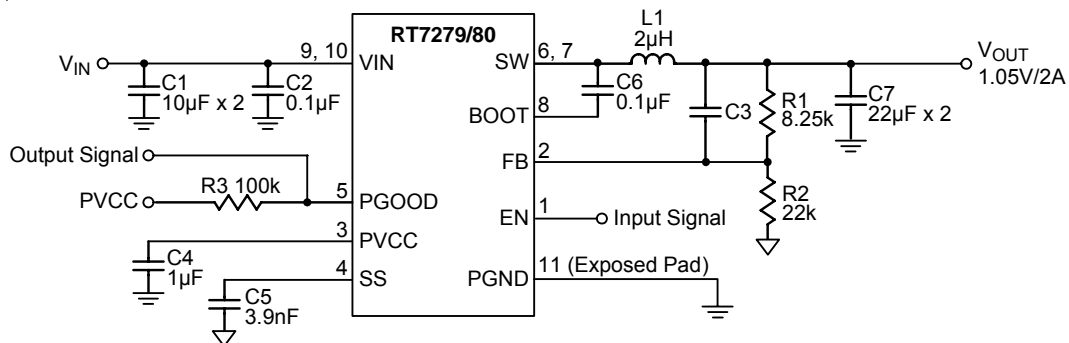 RT7279/80
V_IN
9, 10
VIN
C1
10µF x 2
C2
0.1µF
SW
6, 7
L1
2µH
C6
0.1µF
BOOT
8
C3
R1
8.25k
C7
22µF x 2
V_OUT
1.05V/2A
Output Signal
PVCC
R3 100k
5
PGOOD
FB
2
R2
22k
EN
1
Input Signal
3
PVCC
C4
1µF
4
SS
C5
3.9nF
PGND
11 (Exposed Pad)